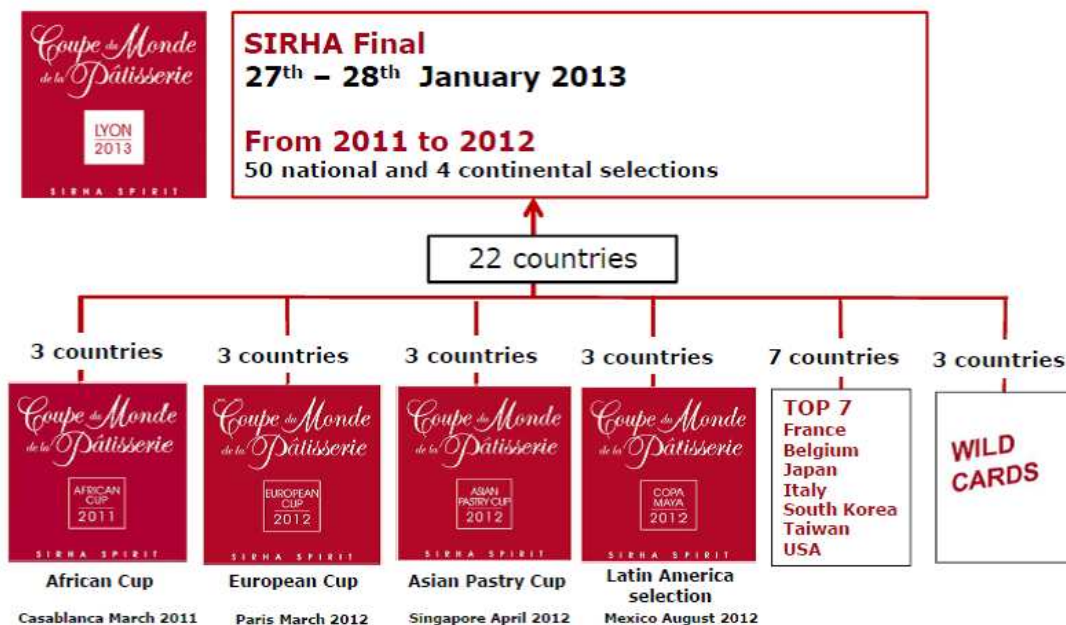 Coupe du Monde
de la Pâtisserie
LYON
2013
SIRHA SPIRIT
SIRHA Final
27th – 28th January 2013
From 2011 to 2012
50 national and 4 continental selections
22 countries
3 countries
3 countries
3 countries
3 countries
7 countries
3 countries
Coupe du Monde
de la Pâtisserie
AFRICAN
CUP
2011
SIRHA SPIRIT
African Cup
Casablanca March 2011
Coupe du Monde
de la Pâtisserie
EUROPEAN
CUP
2012
SIRHA SPIRIT
European Cup
Paris March 2012
Coupe du Monde
de la Pâtisserie
ASIAN
PASTRY CUP
2012
SIRHA SPIRIT
Asian Pastry Cup
Singapore April 2012
Coupe du Monde
de la Pâtisserie
COPA
MAYA
2012
SIRHA SPIRIT
Latin America
selection
Mexico August 2012
TOP 7
France
Belgium
Japan
Italy
South Korea
Taiwan
USA
WILD
CARDS